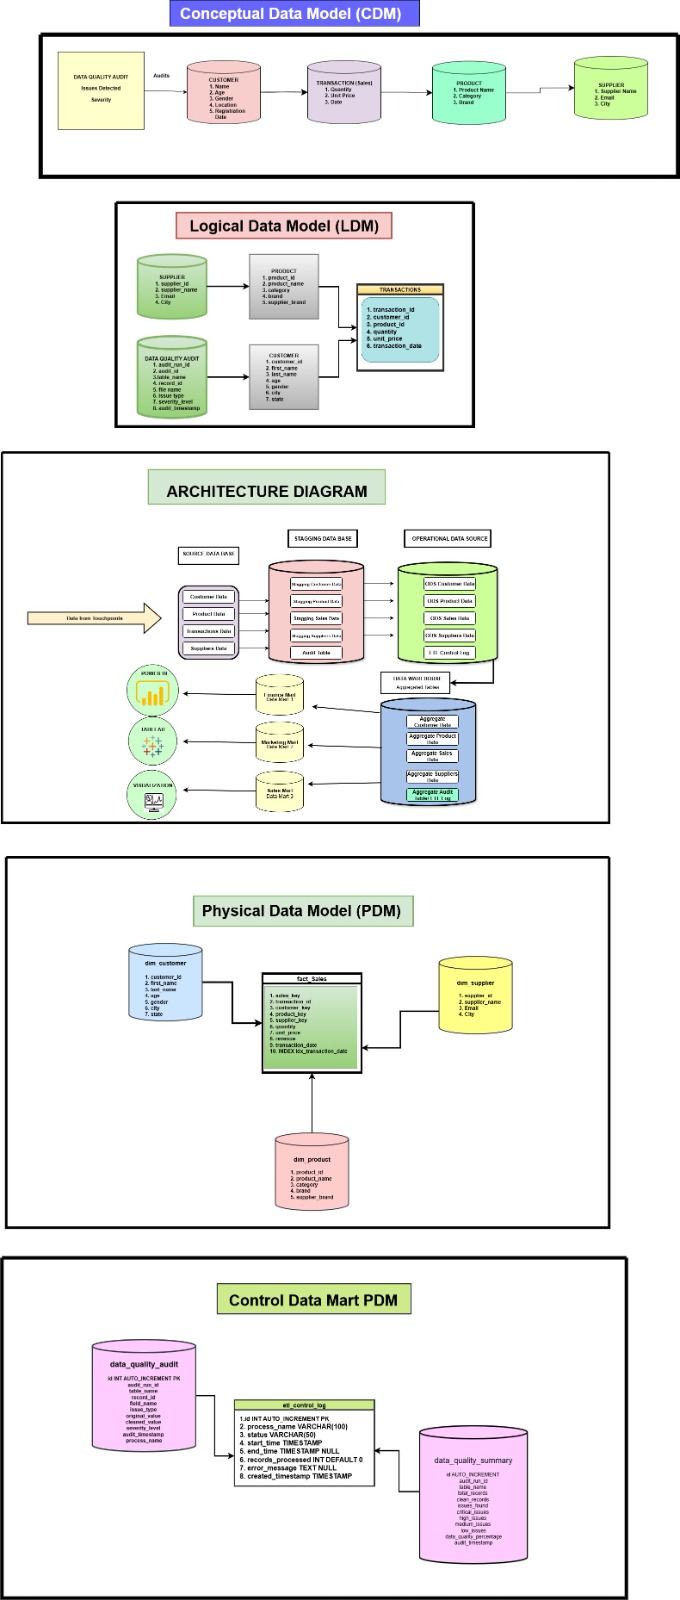 Conceptual Data Model (CDM)
DATA QUALITY AUDIT
Issues Detected
Severity
Audits
CUSTOMER
1. Name
2. Age
3. Gender
4. Location
5. Registration
Date
TRANSACTION (Sales)
1. Quantity
2. Unit Price
3. Date
PRODUCT
1. Product Name
2. Category
3. Brand
SUPPLIER
1. Supplier Name
2. Email
3. City
Logical Data Model (LDM)
SUPPLIER
1. supplier_id
2. supplier_name
3. Email
4. City
PRODUCT
1. product_id
2. product_name
3. category
4. brand
5. supplier_brand
TRANSACTIONS
1. transaction_id
2. customer_id
3. product_id
4. quantity
5. unit_price
6. transaction_date
DATA QUALITY AUDIT
1. audit_run_id
2. audit_id
3.table_name
4. record_id
5. file name
6. issue type
7. severity_level
8. audit_timestamp
CUSTOMER
1. customer_id
2. first_name
3. last_name
4. age
5. gender
6. city
7. state
ARCHITECTURE DIAGRAM
SOURCE DATA BASE
STAGGING DATA BASE
OPERATIONAL DATA SOURCE
Data from Touchpoints
Customer Data
Product Data
Transactions Data
Suppliers Data
Stagging Customer Data
Stagging Product Data
Stagging Sales Data
Stagging Suppliers Data
Audit Table
ODS Customer Data
ODS Product Data
ODS Sales Data
ODS Suppliers Data
ETL Control Log
DATA WAREHOUSE
Aggregated Tables
Aggregate
Customer Data
Aggregate Product
Data
Aggregate Sales
Data
Aggregate Suppliers
Data
Aggregate Audit
Table/ETL Log
Finance Mart
Data Mart 1
Marketing Mart
Data Mart 2
Sales Mart
Data Mart 3
POWER BI
TABLEAU
VISUALIZATION
Physical Data Model (PDM)
dim_customer
1. customer_id
2. first_name
3. last_name
4. age
5. gender
6. city
7. state
fact_Sales
1. sales_key
2. transaction_id
3. customer_key
4. product_key
5. supplier_key
6. quantity
7. unit_price
8. revenue
9. transaction_date
10. INDEX idx_transaction_date
dim_supplier
1. supplier_id
2. supplier_name
3. Email
4. City
dim_product
1. product_id
2. product_name
3. category
4. brand
5. supplier_brand
Control Data Mart PDM
data_quality_audit
id INT AUTO_INCREMENT PK
audit_run_id
table_name
record_id
field_name
issue_type
original_value
cleaned_value
severity_level
audit_timestamp
process_name
etl_control_log
1.id INT AUTO_INCREMENT PK
2. process_name VARCHAR(100)
3. status VARCHAR(50)
4. start_time TIMESTAMP
5. end_time TIMESTAMP NULL
6. records_processed INT DEFAULT 0
7. error_message TEXT NULL
8. created_timestamp TIMESTAMP
data_quality_summary
id AUTO_INCREMENT
audit_run_id
table_name
total_records
clean_records
issues_found
critical_issues
high_issues
medium_issues
low_issues
data_quality_percentage
audit_timestamp